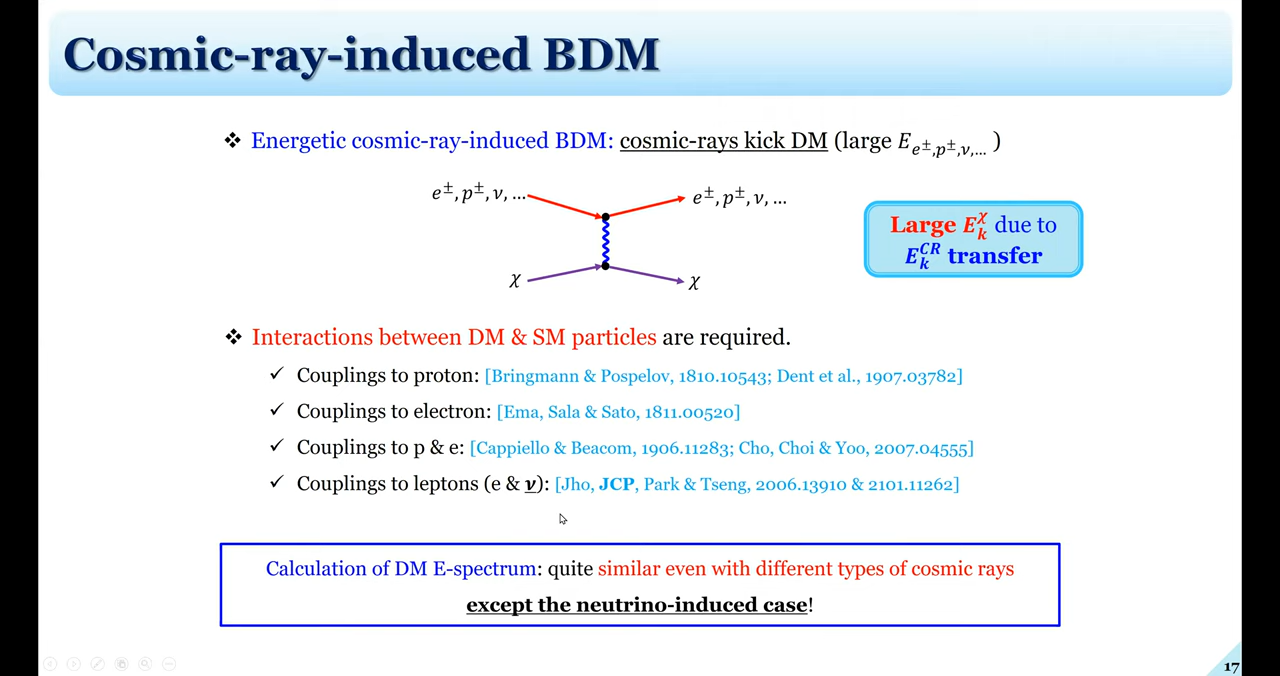 Cosmic-ray-induced BDM
❖ Energetic cosmic-ray-induced BDM: cosmic-rays kick DM (large E_{e^±,p^±,ν,…})
e^±, p^±, ν, …
e^±, p^±, ν, …
χ
χ
Large E_k^χ due to
E_k^{CR} transfer
❖ Interactions between DM & SM particles are required.
✓ Couplings to proton: [Bringmann & Pospelov, 1810.10543; Dent et al., 1907.03782]
✓ Couplings to electron: [Ema, Sala & Sato, 1811.00520]
✓ Couplings to p & e: [Cappiello & Beacom, 1906.11283; Cho, Choi & Yoo, 2007.04555]
✓ Couplings to leptons (e & ν): [Jho, JCP, Park & Tseng, 2006.13910 & 2101.11262]
Calculation of DM E-spectrum: quite similar even with different types of cosmic rays
except the neutrino-induced case!
17